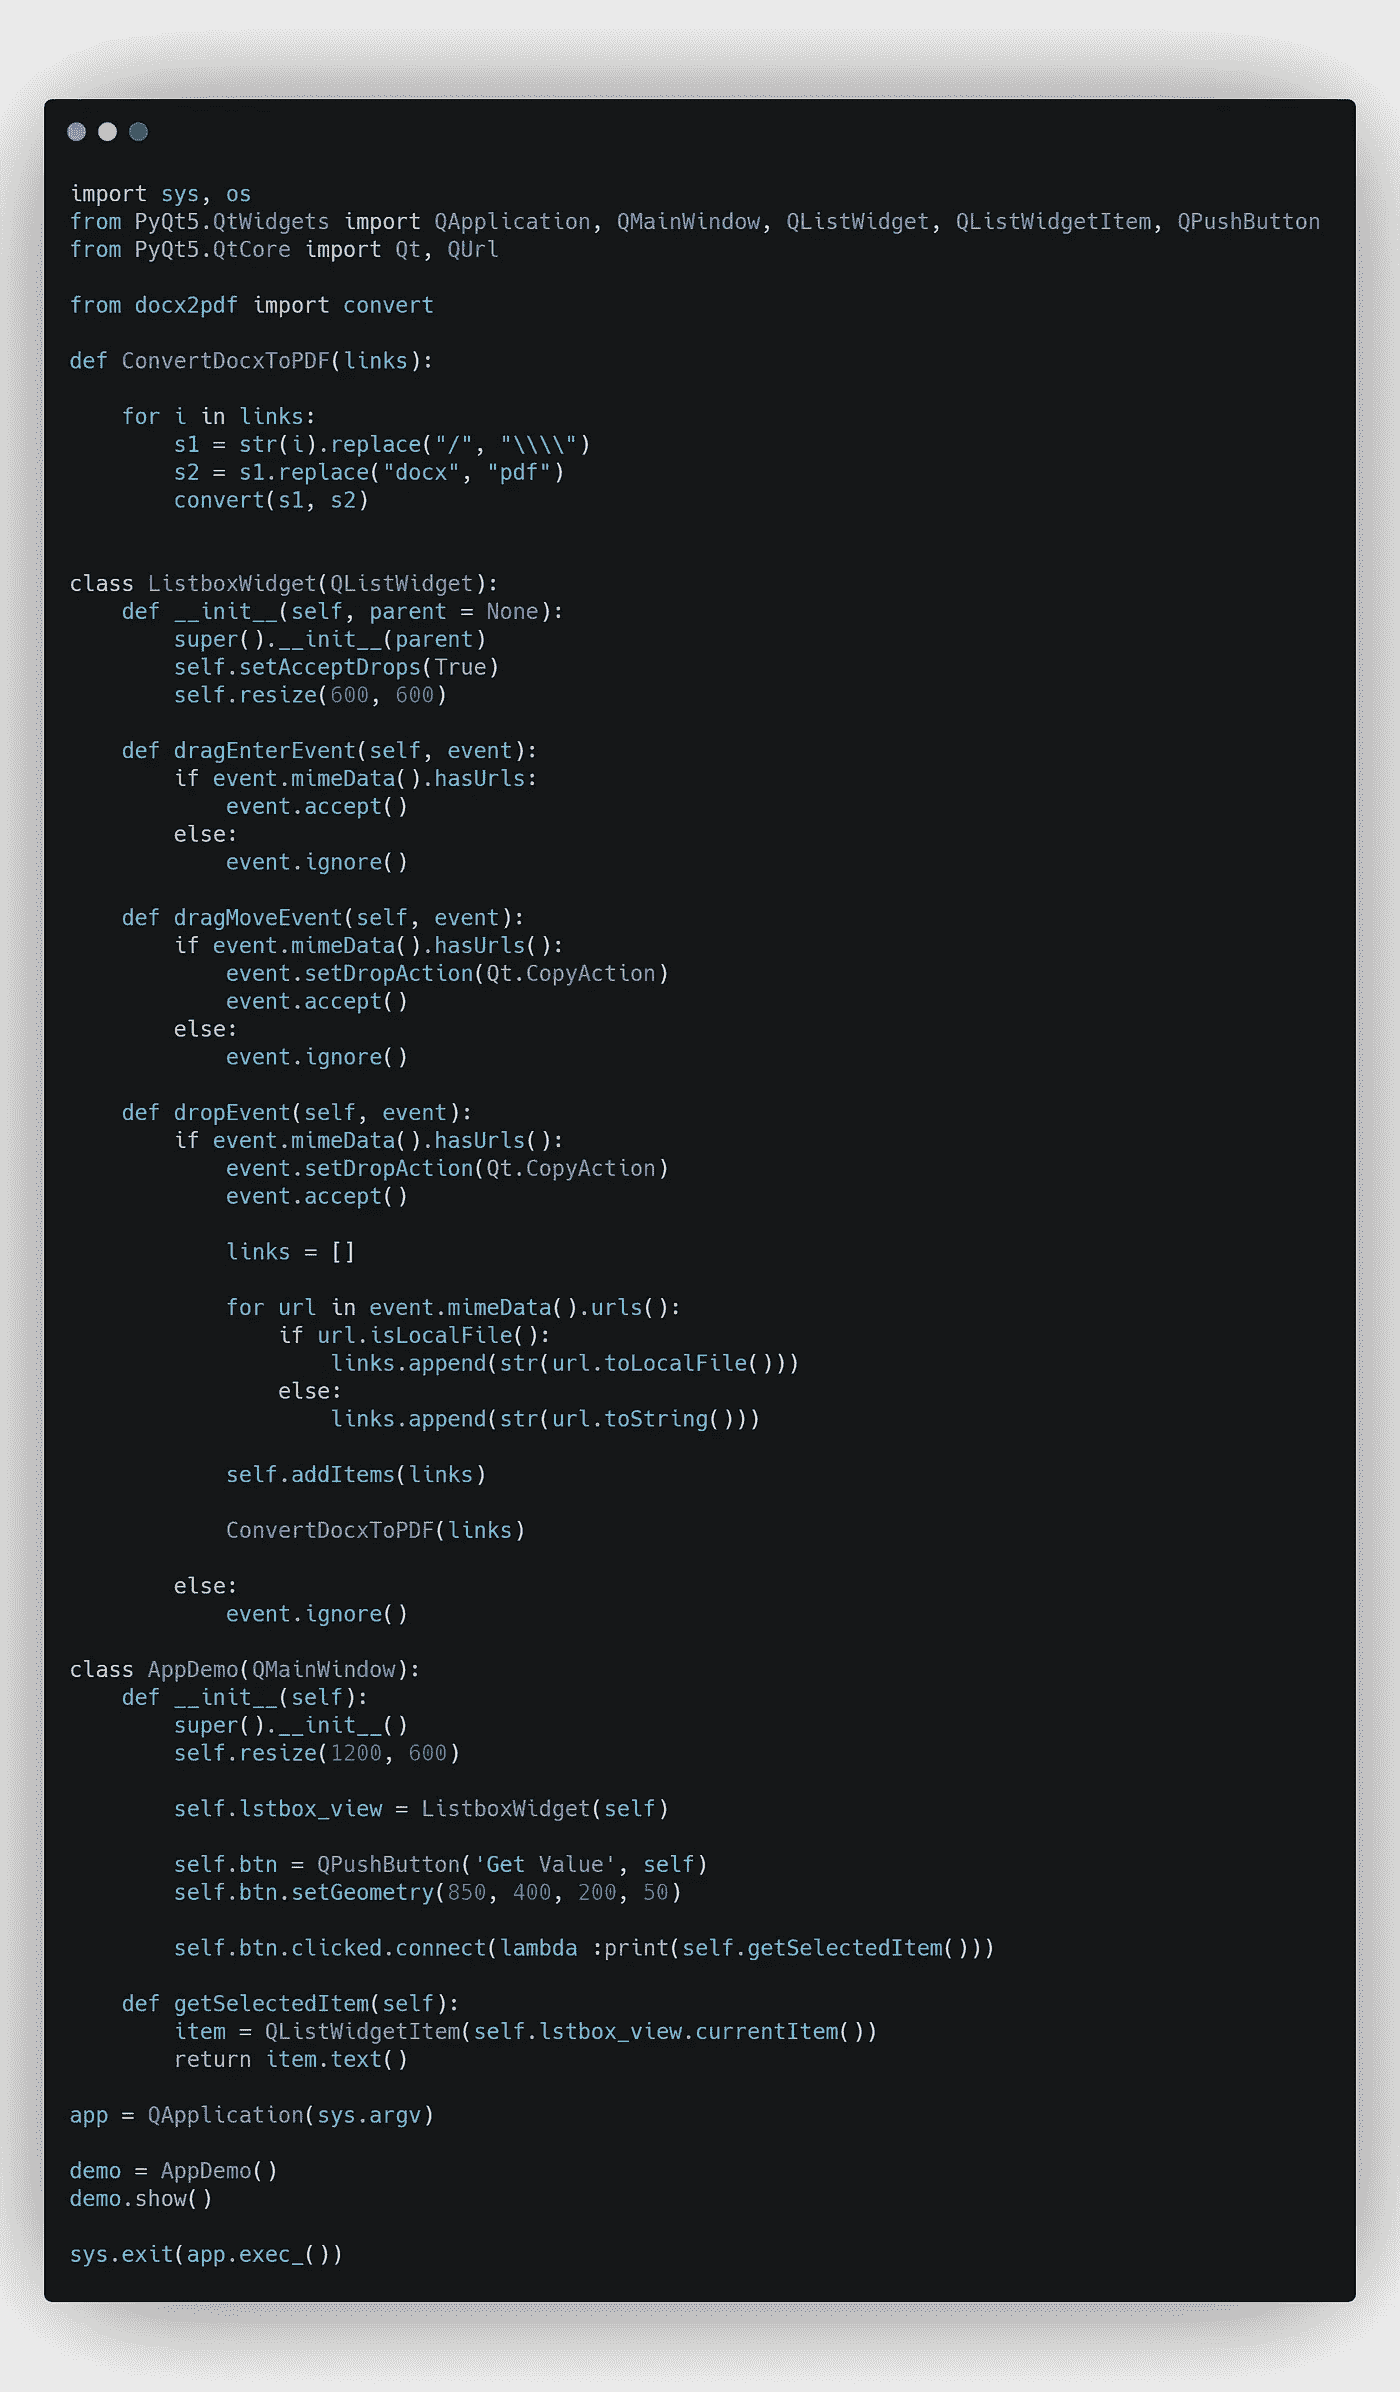 import sys, os
from PyQt5.QtWidgets import QApplication, QMainWindow, QListWidget, QListWidgetItem, QPushButton
from PyQt5.QtCore import Qt, QUrl
from docx2pdf import convert
def ConvertDocxToPDF(links):
    for i in links:
        s1 = str(i).replace("/", "\\\\")
        s2 = s1.replace("docx", "pdf")
        convert(s1, s2)
class ListboxWidget(QListWidget):
    def __init__(self, parent = None):
        super().__init__(parent)
        self.setAcceptDrops(True)
        self.resize(600, 600)
    def dragEnterEvent(self, event):
        if event.mimeData().hasUrls:
            event.accept()
        else:
            event.ignore()
    def dragMoveEvent(self, event):
        if event.mimeData().hasUrls():
            event.setDropAction(Qt.CopyAction)
            event.accept()
        else:
            event.ignore()
    def dropEvent(self, event):
        if event.mimeData().hasUrls():
            event.setDropAction(Qt.CopyAction)
            event.accept()
            links = []
            for url in event.mimeData().urls():
                if url.isLocalFile():
                    links.append(str(url.toLocalFile()))
                else:
                    links.append(str(url.toString()))
            self.addItems(links)
            ConvertDocxToPDF(links)
        else:
            event.ignore()
class AppDemo(QMainWindow):
    def __init__(self):
        super().__init__()
        self.resize(1200, 600)
        self.lstbox_view = ListboxWidget(self)
        self.btn = QPushButton('Get Value', self)
        self.btn.setGeometry(850, 400, 200, 50)
        self.btn.clicked.connect(lambda :print(self.getSelectedItem()))
    def getSelectedItem(self):
        item = QListWidgetItem(self.lstbox_view.currentItem())
        return item.text()
app = QApplication(sys.argv)
demo = AppDemo()
demo.show()
sys.exit(app.exec_())